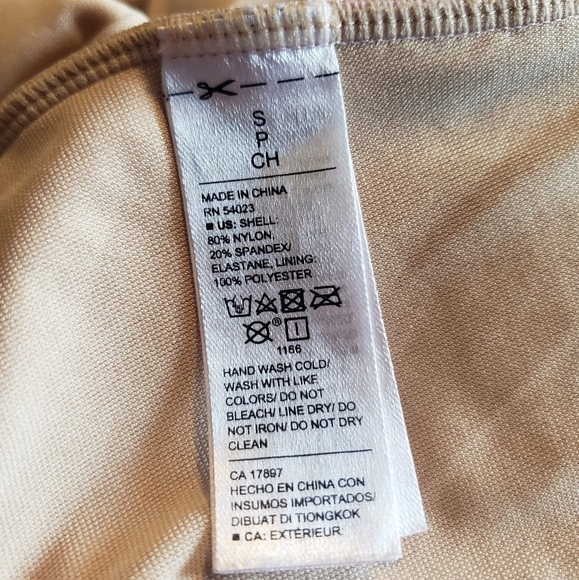 S
P
CH
MADE IN CHINA
RN 54023
■ US: SHELL:
80% NYLON,
20% SPANDEX/
ELASTANE, LINING:
100% POLYESTER
®
1166
HAND WASH COLD/
WASH WITH LIKE
COLORS/ DO NOT
BLEACH/ LINE DRY/ DO
NOT IRON/ DO NOT DRY
CLEAN
CA 17897
HECHO EN CHINA CON
INSUMOS IMPORTADOS/
DIBUAT DI TIONGKOK
■ CA: EXTÉRIEUR: